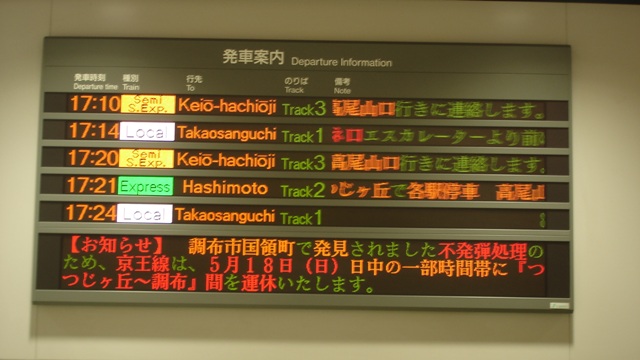 発車案内 Departure Information
発車時刻 種別 行先 のりば 備考
Departure time Train To Track Note
17:10 Semi S.Exp. Keiō-hachiōji Track3 高尾山口行きに連絡します。
17:14 Local Takaosanguchi Track1 口エスカレーターより前
17:20 Semi S.Exp. Keiō-hachiōji Track3 高尾山口行きに連絡します。
17:21 Express Hashimoto Track2 じヶ丘で各駅停車 高尾山
17:24 Local Takaosanguchi Track1
【お知らせ】 調布市国領町で発見されました不発弾処理の
ため、京王線は、５月１８日（日）日中の一部時間帯に『つ
つじヶ丘～調布』間を運休いたします。